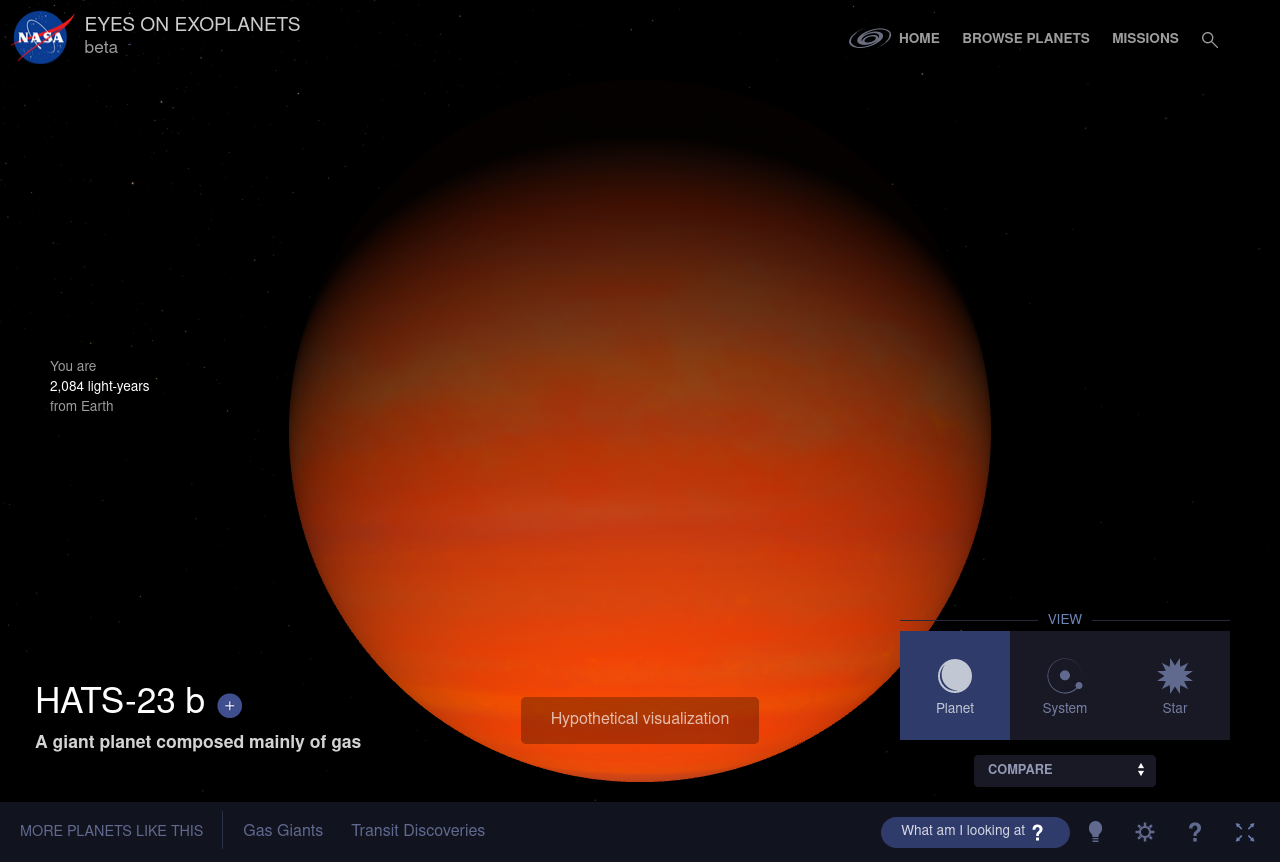 NASA
EYES ON EXOPLANETS
beta
HOME
BROWSE PLANETS
MISSIONS
You are
2,084 light-years
from Earth
VIEW
Planet
System
Star
HATS-23 b +
A giant planet composed mainly of gas
Hypothetical visualization
COMPARE
MORE PLANETS LIKE THIS
Gas Giants
Transit Discoveries
What am I looking at ?
?